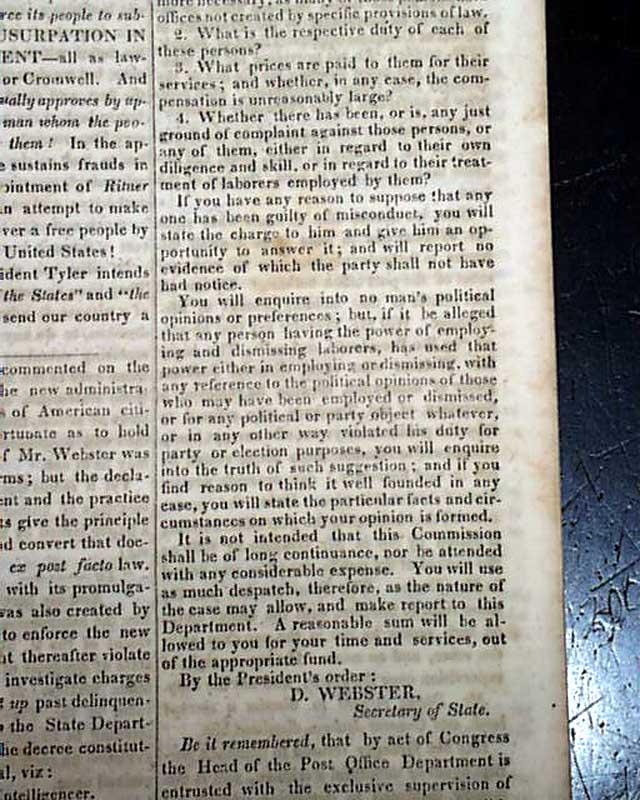 rce its people to sub-
USURPATION IN
ENT—all as law-
or Cromwell. And
ually approves by ap-
man whom the peo-
them! In the ap-
e sustains frauds in
ointment of Ritner
n attempt to make
ver a free people by
United States!
ident Tyler intends
"the States" and "the
send our country a
commented on the
he new administra-
s of American citi-
ortunate as to hold
f Mr. Webster was
rms; but the decla-
ent and the practice
ts give the principle
nd convert that doc-
ex post facto law.
with its promulga-
was also created by
to enforce the new
at thereafter violate
investigate charges
up past delinquen-
the State Depart-
he decree constitut-
al, viz:
ntelligencer.
offices not created by specific provisions of law.
2. What is the respective duty of each of
these persons?
3. What prices are paid to them for their
services; and whether, in any case, the com-
pensation is unreasonably large?
4. Whether there has been, or is, any just
ground of complaint against those persons, or
any of them, either in regard to their own
diligence and skill, or in regard to their treat-
ment of laborers employed by them?
If you have any reason to suppose that any
one has been guilty of misconduct, you will
state the charge to him and give him an op-
portunity to answer it; and will report no
evidence of which the party shall not have
had notice.
You will enquire into no man's political
opinions or preferences; but, if it be alleged
that any person having the power of employ-
ing and dismissing laborers, has used that
power either in employing or dismissing, with
any reference to the political opinions of those
who may have been employed or dismissed,
or for any political or party object whatever,
or in any other way violated his duty for
party or election purposes, you will enquire
into the truth of such suggestion; and if you
find reason to think it well founded in any
case, you will state the particular facts and cir-
cumstances on which your opinion is formed.
It is not intended that this Commission
shall be of long continuance, nor be attended
with any considerable expense. You will use
as much despatch, therefore, as the nature of
the case may allow, and make report to this
Department. A reasonable sum will be al-
lowed to you for your time and services, out
of the appropriate fund.
By the President's order:
D. WEBSTER,
Secretary of State.
Be it remembered, that by act of Congress
the Head of the Post Office Department is
entrusted with the exclusive supervision of